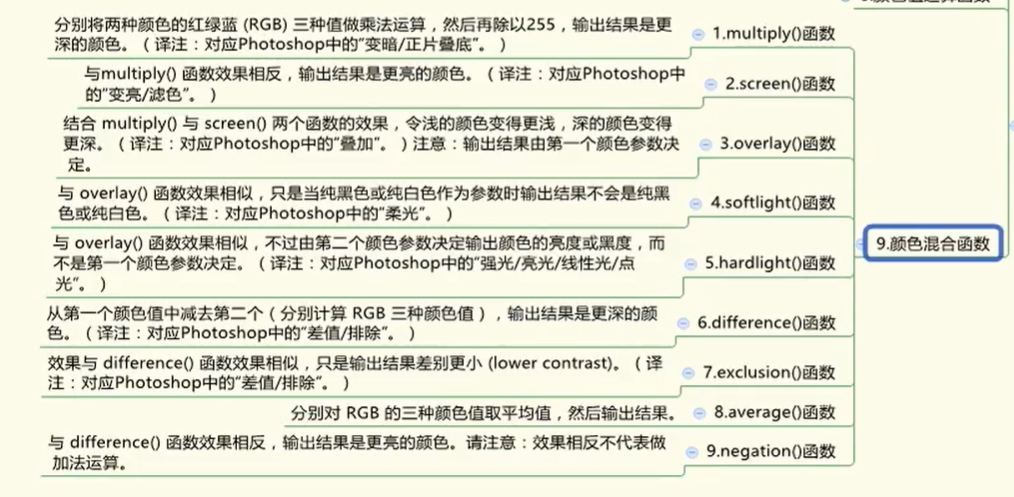 分别将两种颜色的红绿蓝 (RGB) 三种值做乘法运算，然后再除以255，输出结果是更
深的颜色。（译注：对应Photoshop中的“变暗/正片叠底”。）
1.multiply()函数
与multiply() 函数效果相反，输出结果是更亮的颜色。（译注：对应Photoshop中
的“变亮/滤色”。）
2.screen()函数
结合 multiply() 与 screen() 两个函数的效果，令浅的颜色变得更浅，深的颜色变得
更深。（译注：对应Photoshop中的“叠加”。）注意：输出结果由第一个颜色参数决
定。
3.overlay()函数
与 overlay() 函数效果相似，只是当纯黑色或纯白色作为参数时输出结果不会是纯黑
色或纯白色。（译注：对应Photoshop中的“柔光”。）
4.softlight()函数
与 overlay() 函数效果相似，不过由第二个颜色参数决定输出颜色的亮度或黑度，而
不是第一个颜色参数决定。（译注：对应Photoshop中的“强光/亮光/线性光/点
光”。）
5.hardlight()函数
从第一个颜色值中减去第二个（分别计算 RGB 三种颜色值），输出结果是更深的颜
色。（译注：对应Photoshop中的“差值/排除”。）
6.difference()函数
效果与 difference() 函数效果相似，只是输出结果差别更小 (lower contrast)。（译
注：对应Photoshop中的“差值/排除”。）
7.exclusion()函数
分别对 RGB 的三种颜色值取平均值，然后输出结果。
8.average()函数
与 difference() 函数效果相反，输出结果是更亮的颜色。请注意：效果相反不代表做
加法运算。
9.negation()函数
9.颜色混合函数